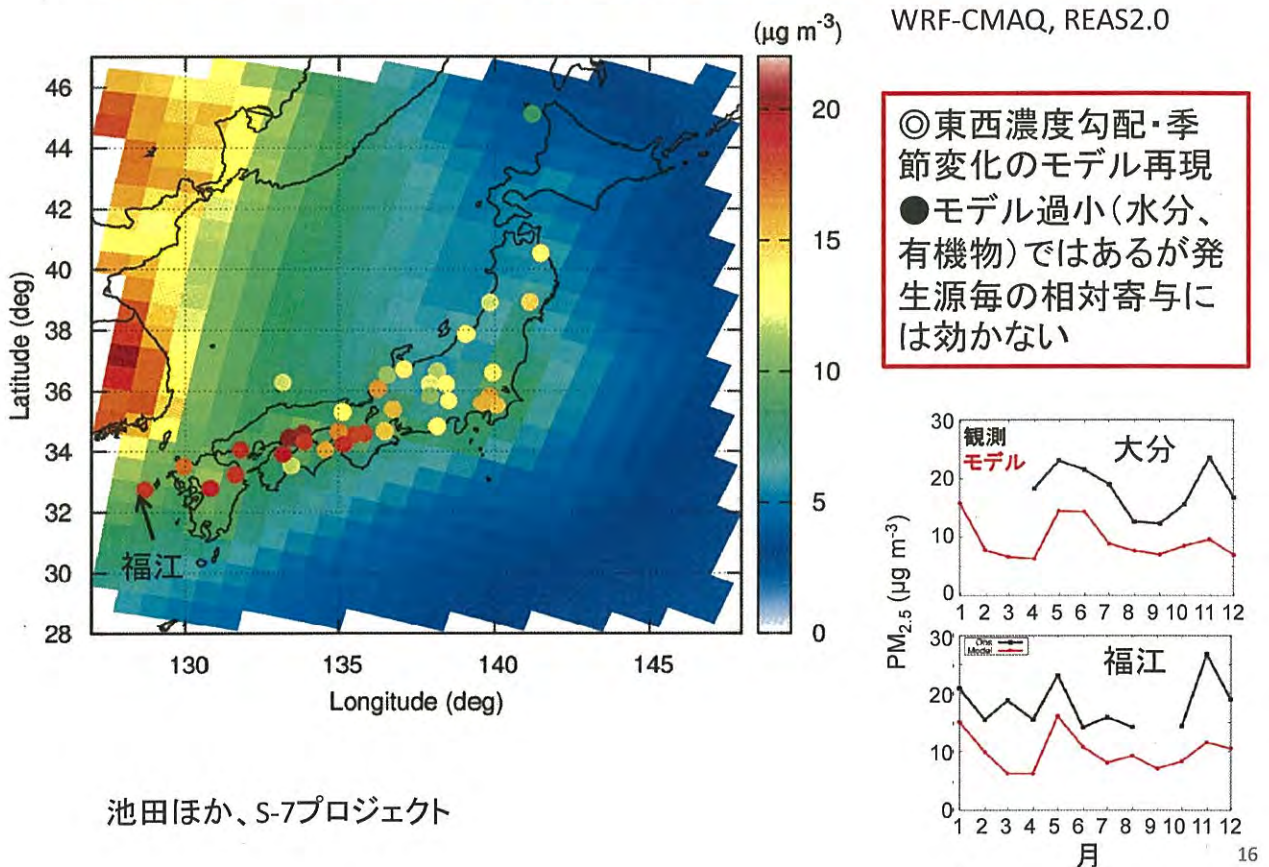 (μg m⁻³)
WRF-CMAQ, REAS2.0
46
44
42
40
38
36
34
32
30
28
Latitude (deg)
130
135
140
145
Longitude (deg)
福江
20
15
10
5
0
◎東西濃度勾配・季
節変化のモデル再現
●モデル過小(水分、
有機物)ではあるが発
生源毎の相対寄与に
は効かない
30
20
10
0
観測
モデル
大分
1 2 3 4 5 6 7 8 9 10 11 12
PM₂.₅ (μg m⁻³)
30
20
10
0
Obs
Model
福江
1 2 3 4 5 6 7 8 9 10 11 12
月
池田ほか、S-7プロジェクト
16